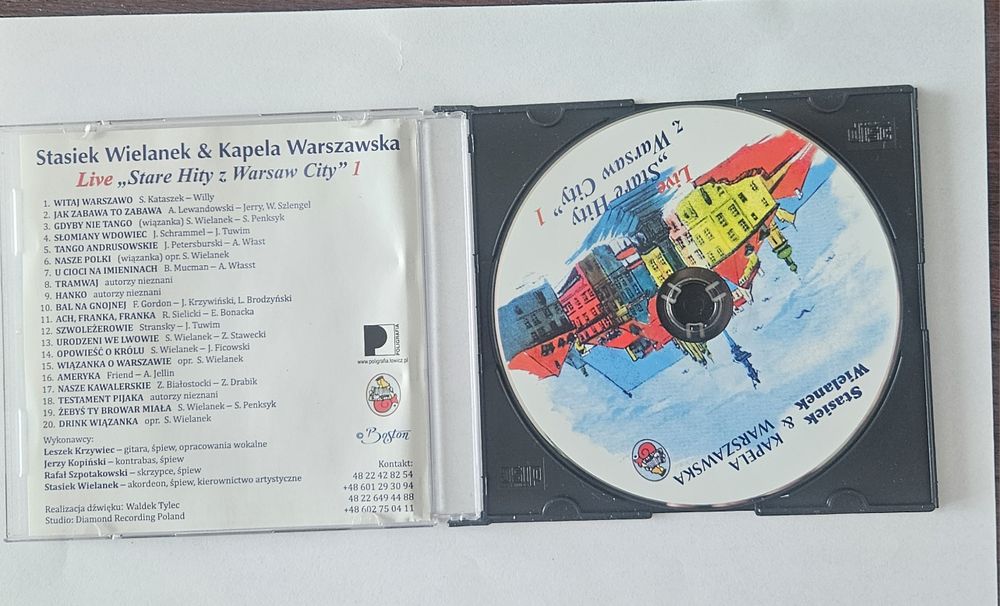 Stasiek Wielanek & Kapela Warszawska
Live „Stare Hity z Warsaw City” 1
1. WITAJ WARSZAWO S. Kataszek – Willy
2. JAK ZABAWA TO ZABAWA A. Lewandowski – Jerry, W. Szlengel
3. GDYBY NIE TANGO (wiązanka) S. Wielanek – S. Penksyk
4. SŁOMIANY WDOWIEC J. Schrammel – J. Tuwim
5. TANGO ANDRUSOWSKIE J. Petersburski – A. Włast
6. NASZE POLKI (wiązanka) opr. S. Wielanek
7. U CIOCI NA IMIENINACH B. Mucman – A. Własst
8. TRAMWAJ autorzy nieznani
9. HANKO autorzy nieznani
10. BAL NA GNOJNEJ F. Gordon – J. Krzywiński, L. Brodzyński
11. ACH, FRANKA, FRANKA R. Sielicki – E. Bonacka
12. SZWOLEŻEROWIE Stransky – J. Tuwim
13. URODZENI WE LWOWIE S. Wielanek – Z. Stawecki
14. OPOWIEŚĆ O KRÓLU S. Wielanek – J. Ficowski
15. WIĄZANKA O WARSZAWIE opr. S. Wielanek
16. AMERYKA Friend – A. Jellin
17. NASZE KAWALERSKIE Z. Białostocki – Z. Drabik
18. TESTAMENT PIJAKA autorzy nieznani
19. ŻEBYŚ TY BROWAR MIAŁA S. Wielanek – S. Penksyk
20. DRINK WIĄZANKA opr. S. Wielanek
Wykonawcy:
Leszek Krzywiec – gitara, śpiew, opracowania wokalne
Jerzy Kopiński – kontrabas, śpiew
Rafał Szpotakowski – skrzypce, śpiew
Stasiek Wielanek – akordeon, śpiew, kierownictwo artystyczne
Realizacja dźwięku: Waldek Tylec
Studio: Diamond Recording Poland
POLIGRAFIA
www.poligrafia.lowicz.pl
© Boston
Kontakt:
48 22 42 82 54
+48 601 29 30 94
48 22 649 44 88
+48 602 75 04 11
Live
„Stare Hity
z Warsaw City” 1
Stasiek
Wielanek
& KAPELA
WARSZAWSKA